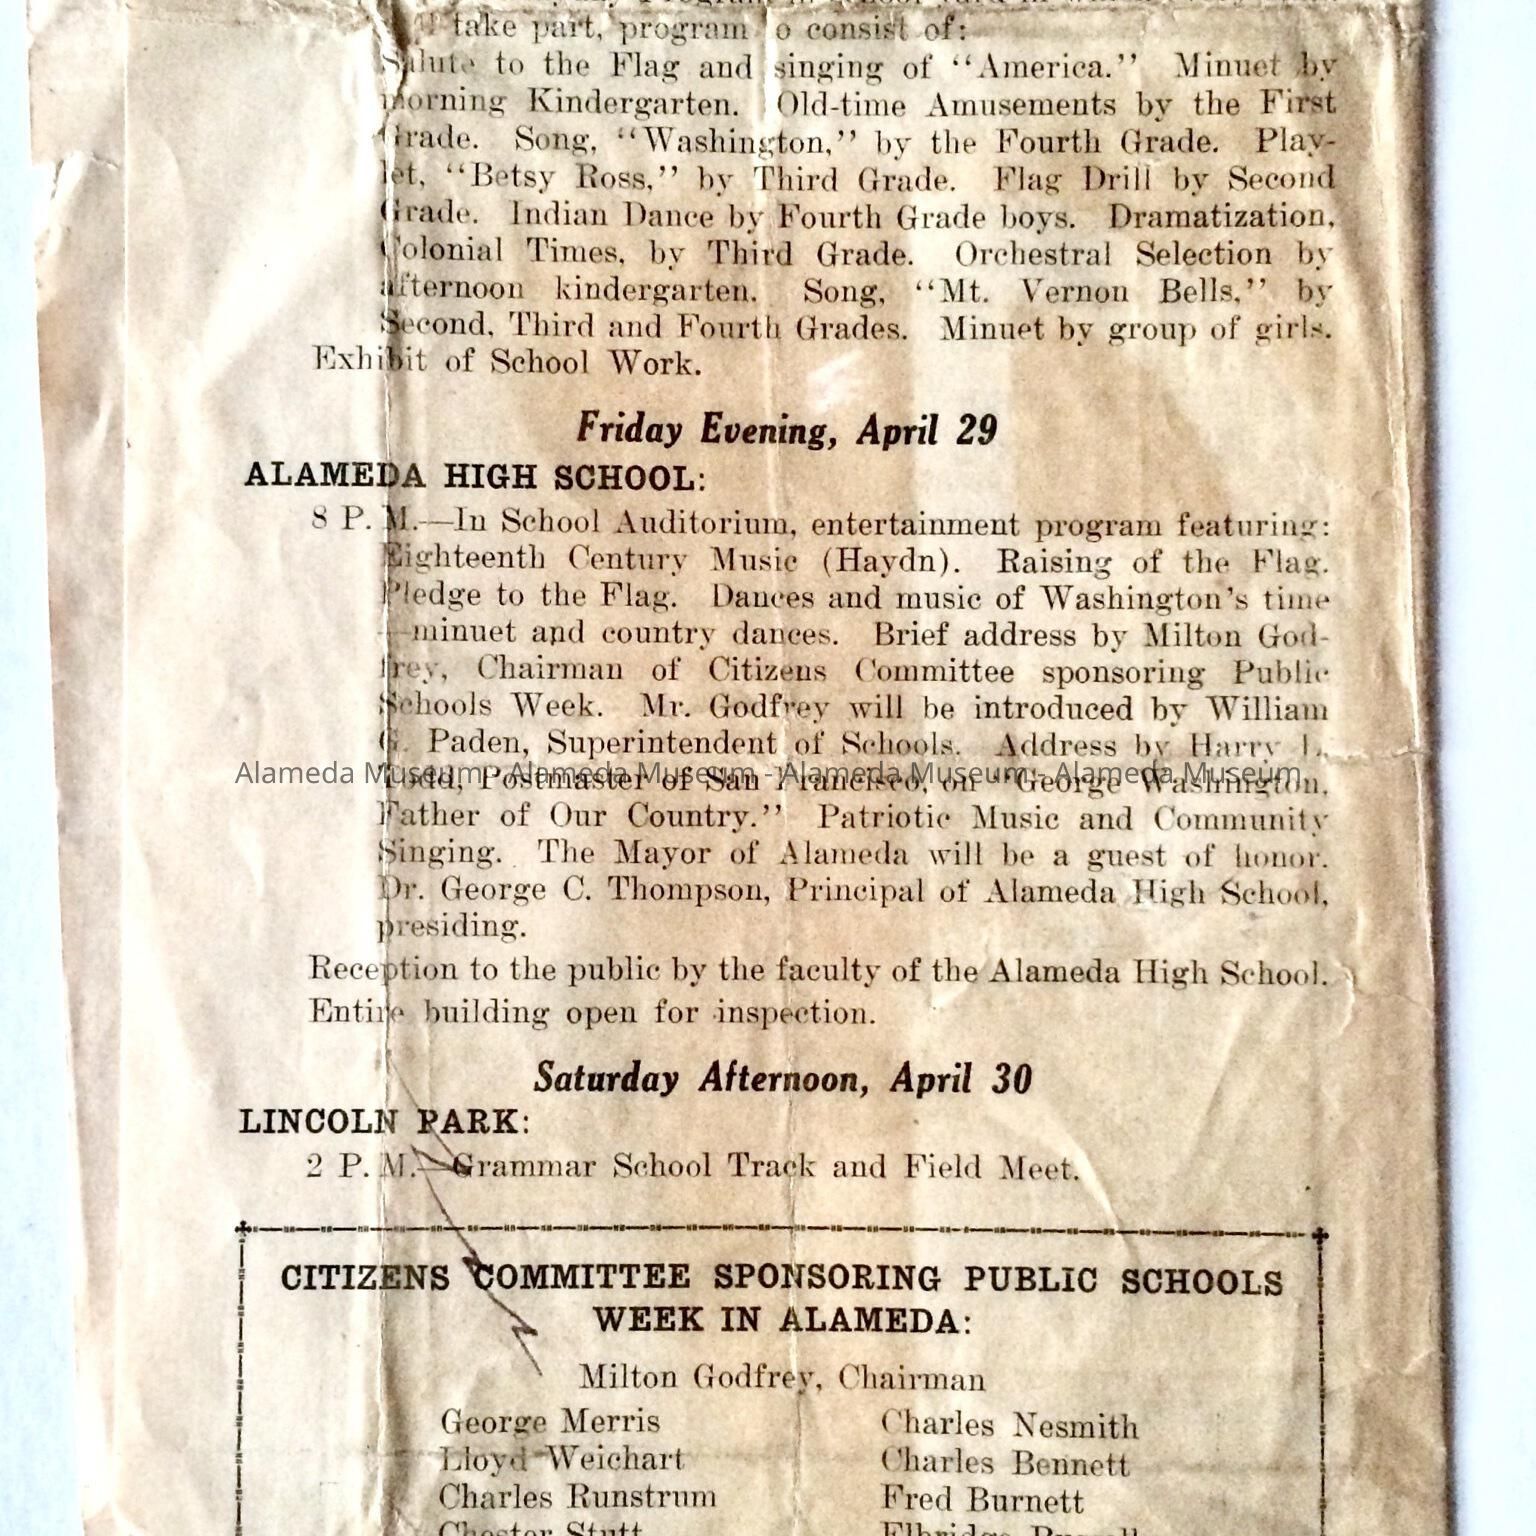 take part, program to consist of:
Salute to the Flag and singing of “America.” Minuet by
morning Kindergarten. Old-time Amusements by the First
Grade. Song, “Washington,” by the Fourth Grade. Play-
let, “Betsy Ross,” by Third Grade. Flag Drill by Second
Grade. Indian Dance by Fourth Grade boys. Dramatization,
Colonial Times, by Third Grade. Orchestral Selection by
afternoon kindergarten. Song, “Mt. Vernon Bells,” by
Second, Third and Fourth Grades. Minuet by group of girls.
Exhibit of School Work.
Friday Evening, April 29
ALAMEDA HIGH SCHOOL:
8 P. M.—In School Auditorium, entertainment program featuring:
Eighteenth Century Music (Haydn). Raising of the Flag.
Pledge to the Flag. Dances and music of Washington’s time
—minuet and country dances. Brief address by Milton God-
frey, Chairman of Citizens Committee sponsoring Public
Schools Week. Mr. Godfrey will be introduced by William
G. Paden, Superintendent of Schools. Address by Harry L.
Todd, Postmaster of San Francisco, on “George Washington,
Alameda Museum - Alameda Museum - Alameda Museum - Alameda Museum
Father of Our Country.” Patriotic Music and Community
Singing. The Mayor of Alameda will be a guest of honor.
Dr. George C. Thompson, Principal of Alameda High School,
presiding.
Reception to the public by the faculty of the Alameda High School.
Entire building open for inspection.
Saturday Afternoon, April 30
LINCOLN PARK:
2 P. M.—Grammar School Track and Field Meet.
CITIZENS COMMITTEE SPONSORING PUBLIC SCHOOLS
WEEK IN ALAMEDA:
Milton Godfrey, Chairman
George Merris Charles Nesmith
Lloyd Weichart Charles Bennett
Charles Runstrum Fred Burnett
Chester Stutt Elbridge